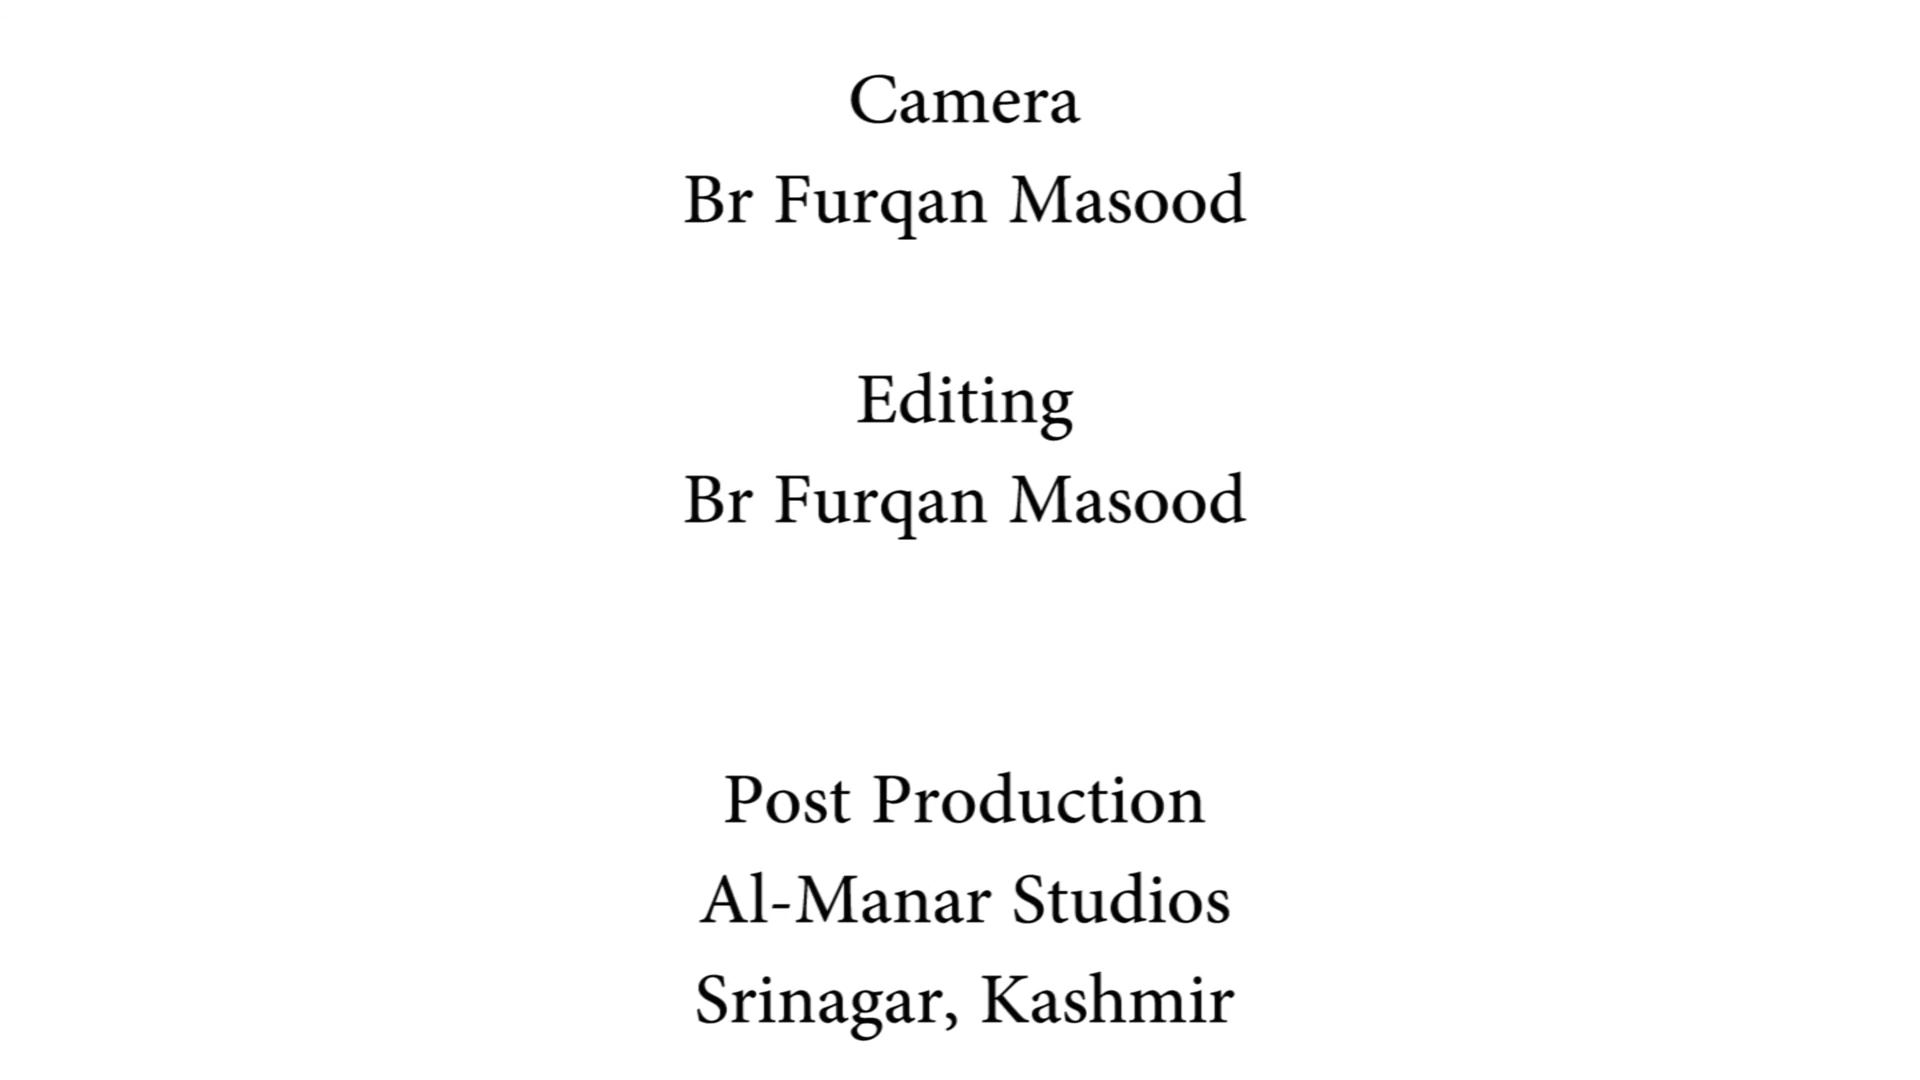 Camera
Br Furqan Masood
Editing
Br Furqan Masood
Post Production
Al-Manar Studios
Srinagar, Kashmir